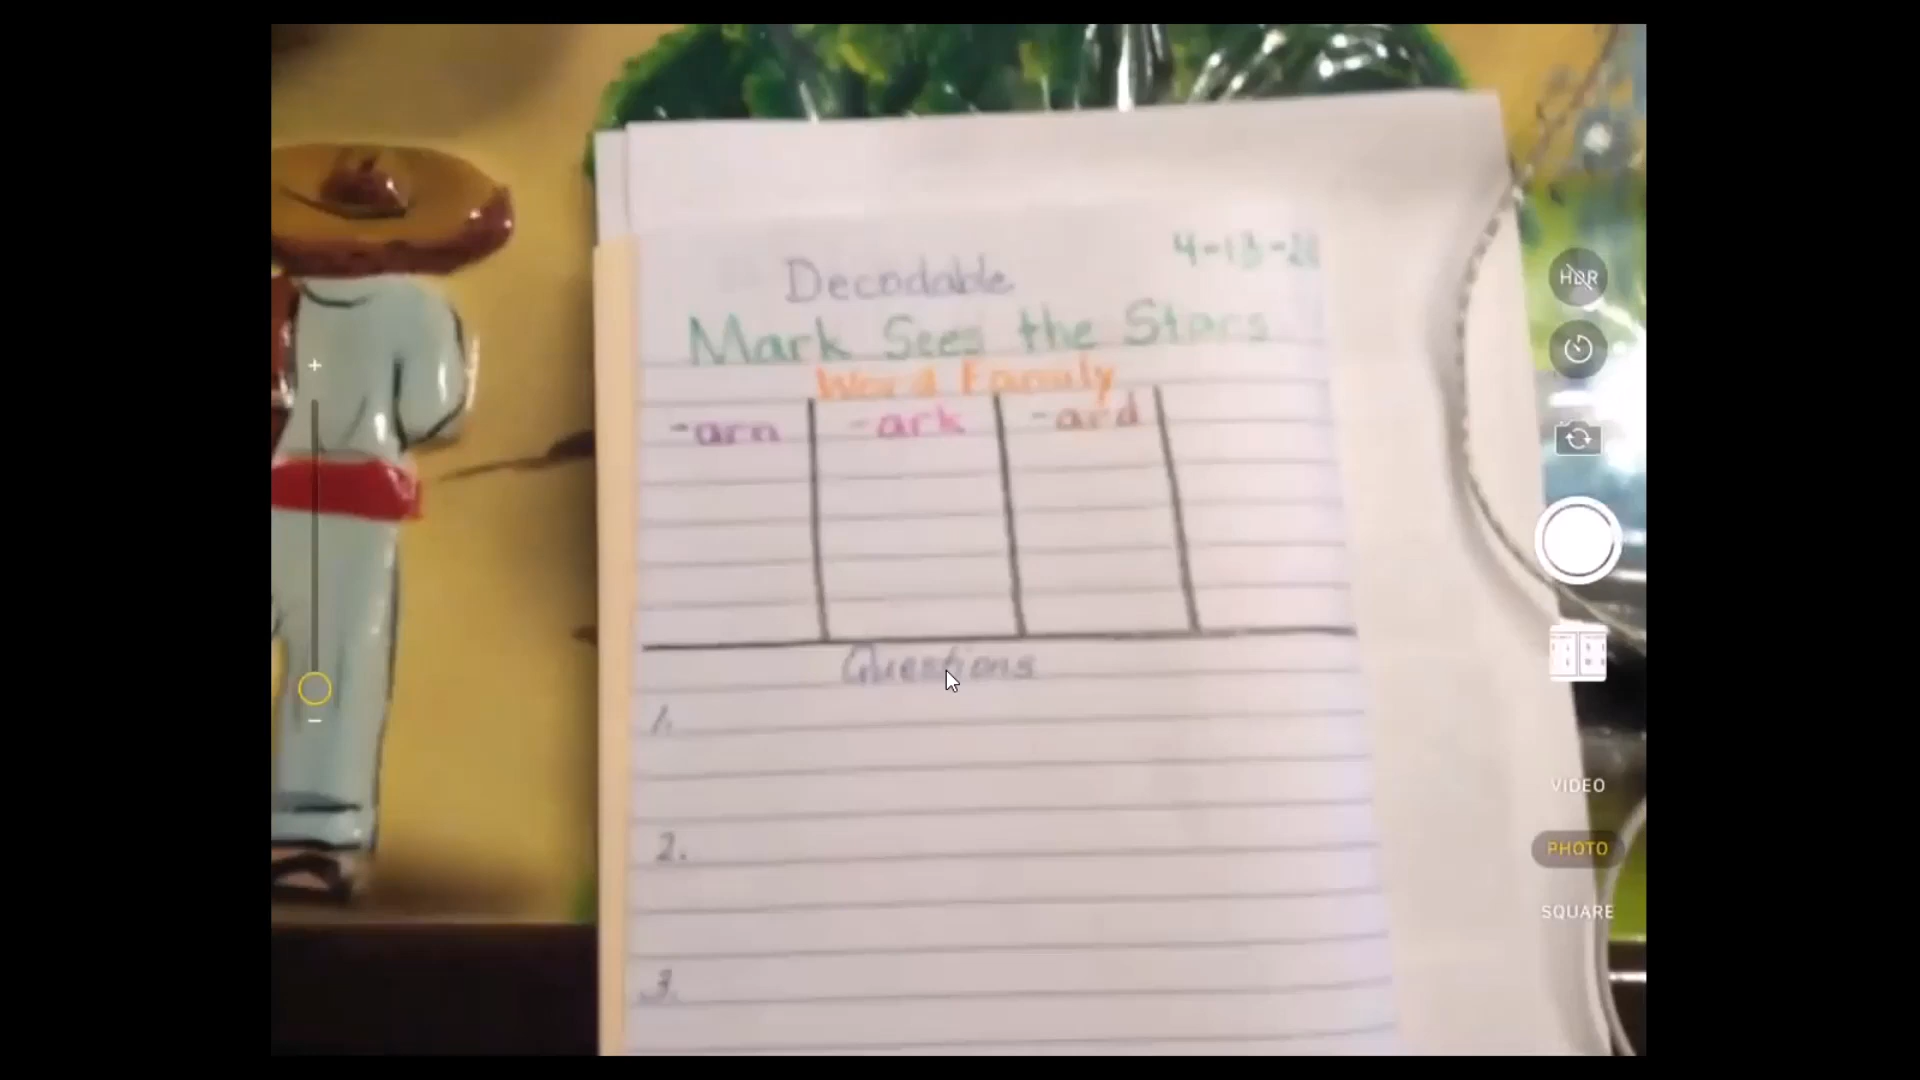 4-13-2
Decodable
Mark Sees the Stars
Word Family
-arn -ark -ard
Questions
1.
2.
3.
HDR
VIDEO
PHOTO
SQUARE